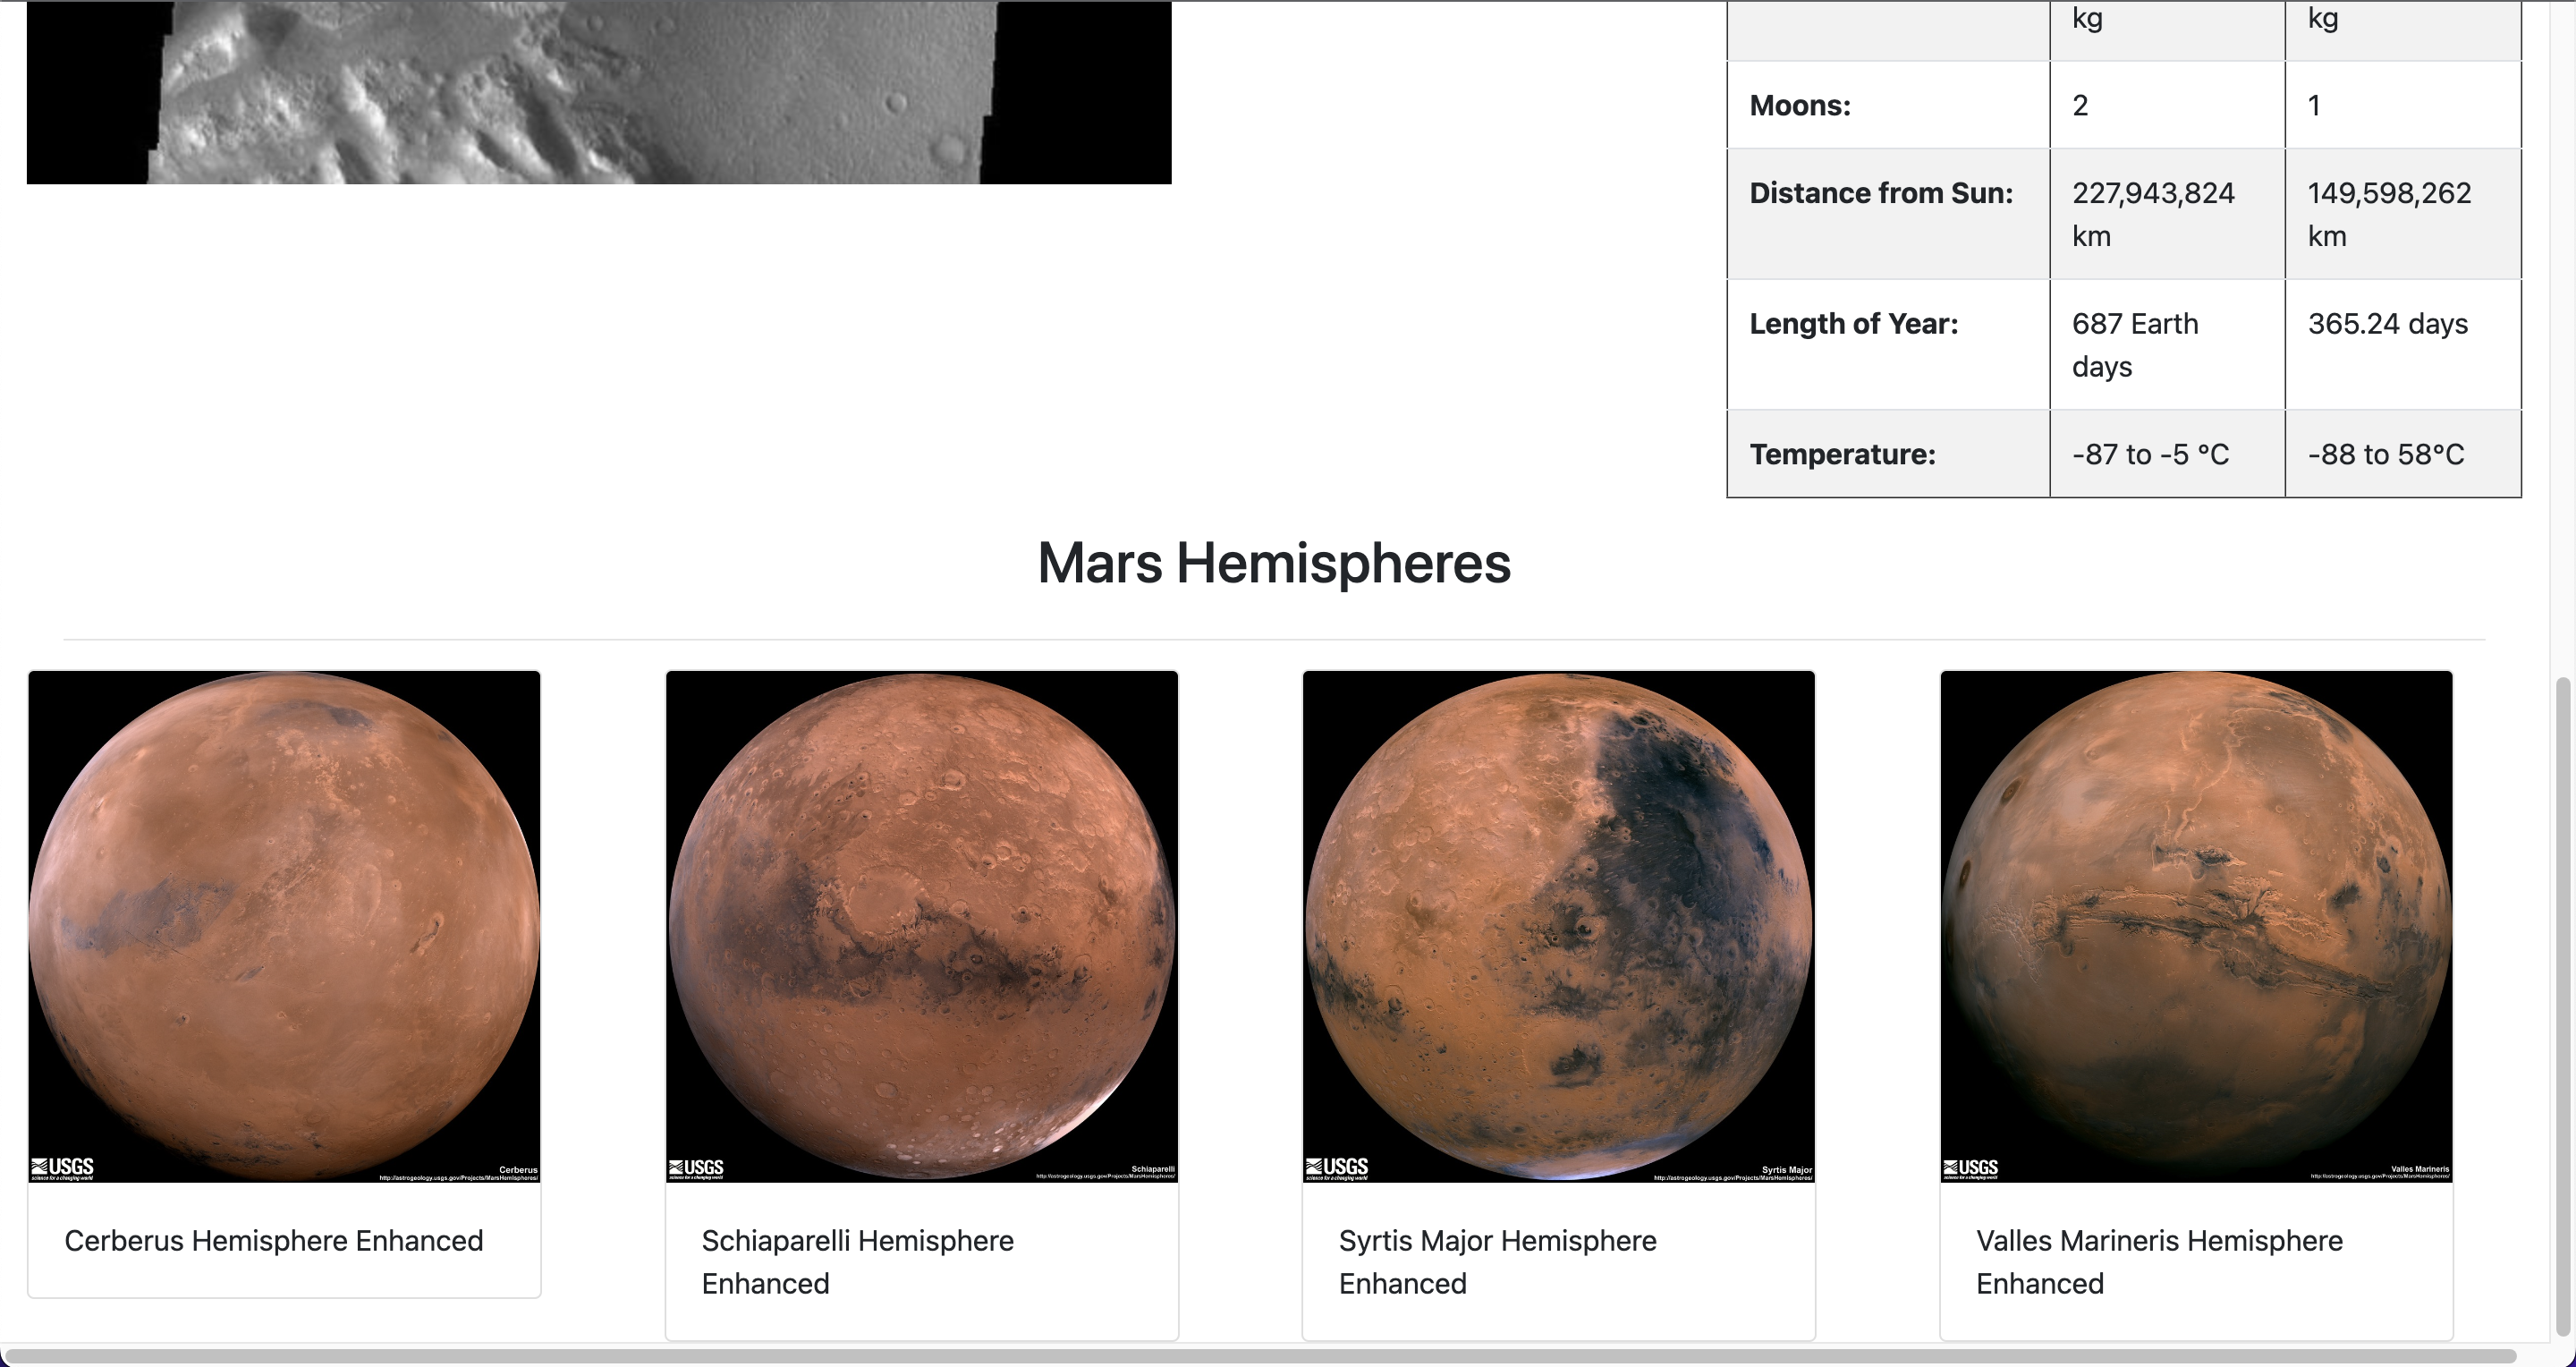 kg kg
Moons: 2 1
Distance from Sun: 227,943,824 149,598,262
km km
Length of Year: 687 Earth 365.24 days
days
Temperature: -87 to -5 °C -88 to 58°C
Mars Hemispheres
USGS
science for a changing world
Cerberus
http://astrogeology.usgs.gov/Projects/MarsHemispheres/
USGS
science for a changing world
Schiaparelli
http://astrogeology.usgs.gov/Projects/MarsHemispheres/
USGS
science for a changing world
Syrtis Major
http://astrogeology.usgs.gov/Projects/MarsHemispheres/
USGS
science for a changing world
Valles Marineris
http://astrogeology.usgs.gov/Projects/MarsHemispheres/
Cerberus Hemisphere Enhanced
Schiaparelli Hemisphere
Enhanced
Syrtis Major Hemisphere
Enhanced
Valles Marineris Hemisphere
Enhanced